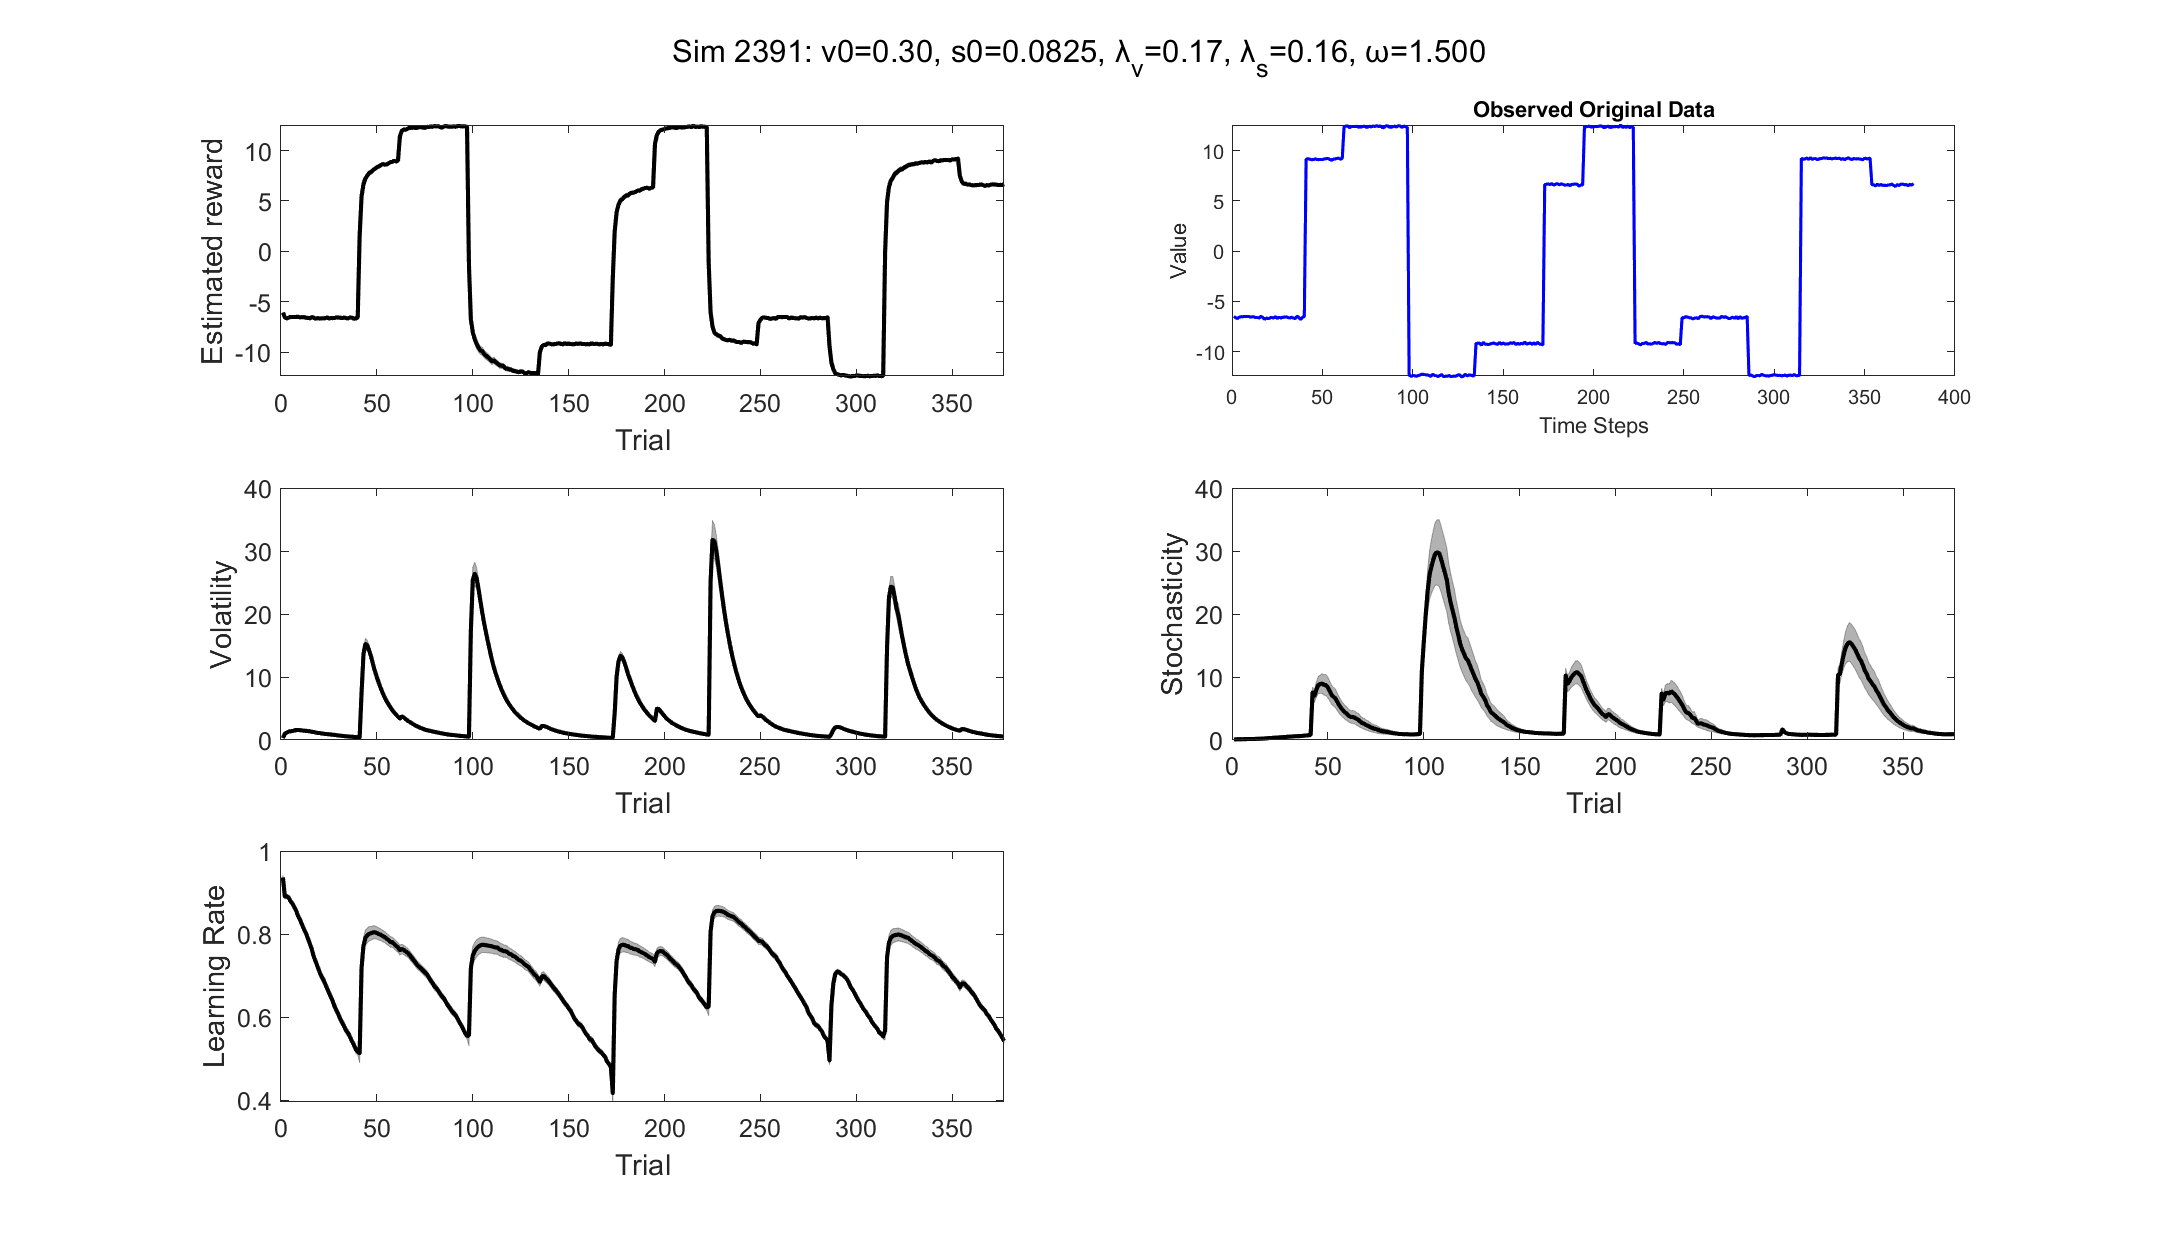 Sim 2391: v0=0.30, s0=0.0825, λ_v=0.17, λ_s=0.16, ω=1.500
Estimated reward
10
5
0
-5
-10
0 50 100 150 200 250 300 350
Trial
Observed Original Data
Value
10
5
0
-5
-10
0 50 100 150 200 250 300 350 400
Time Steps
Volatility
40
30
20
10
0
0 50 100 150 200 250 300 350
Trial
Stochasticity
40
30
20
10
0
0 50 100 150 200 250 300 350
Trial
Learning Rate
1
0.8
0.6
0.4
0 50 100 150 200 250 300 350
Trial